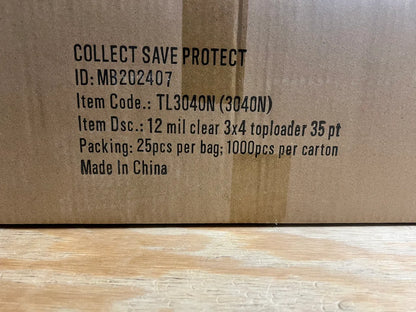 COLLECT SAVE PROTECT
ID: MB202407
Item Code.: TL3040N (3040N)
Item Dsc.: 12 mil clear 3x4 toploader 35 pt
Packing: 25pcs per bag; 1000pcs per carton
Made In China